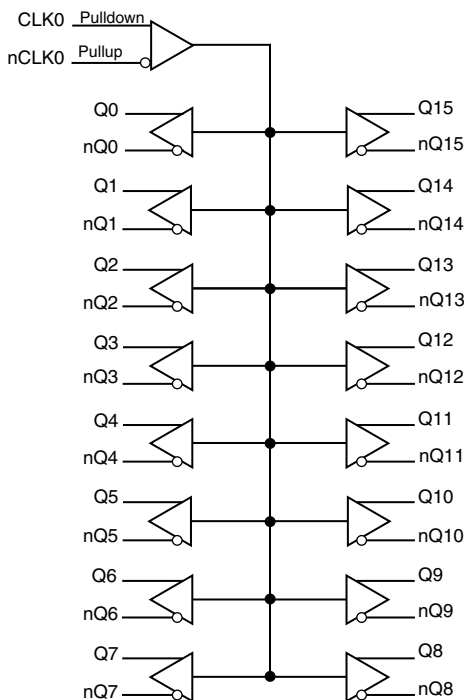 CLK0 Pulldown
nCLK0 Pullup
Q0 Q15
nQ0 nQ15
Q1 Q14
nQ1 nQ14
Q2 Q13
nQ2 nQ13
Q3 Q12
nQ3 nQ12
Q4 Q11
nQ4 nQ11
Q5 Q10
nQ5 nQ10
Q6 Q9
nQ6 nQ9
Q7 Q8
nQ7 nQ8